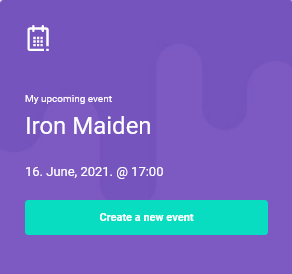 My upcoming event
Iron Maiden
16. June, 2021. @ 17:00
Create a new event